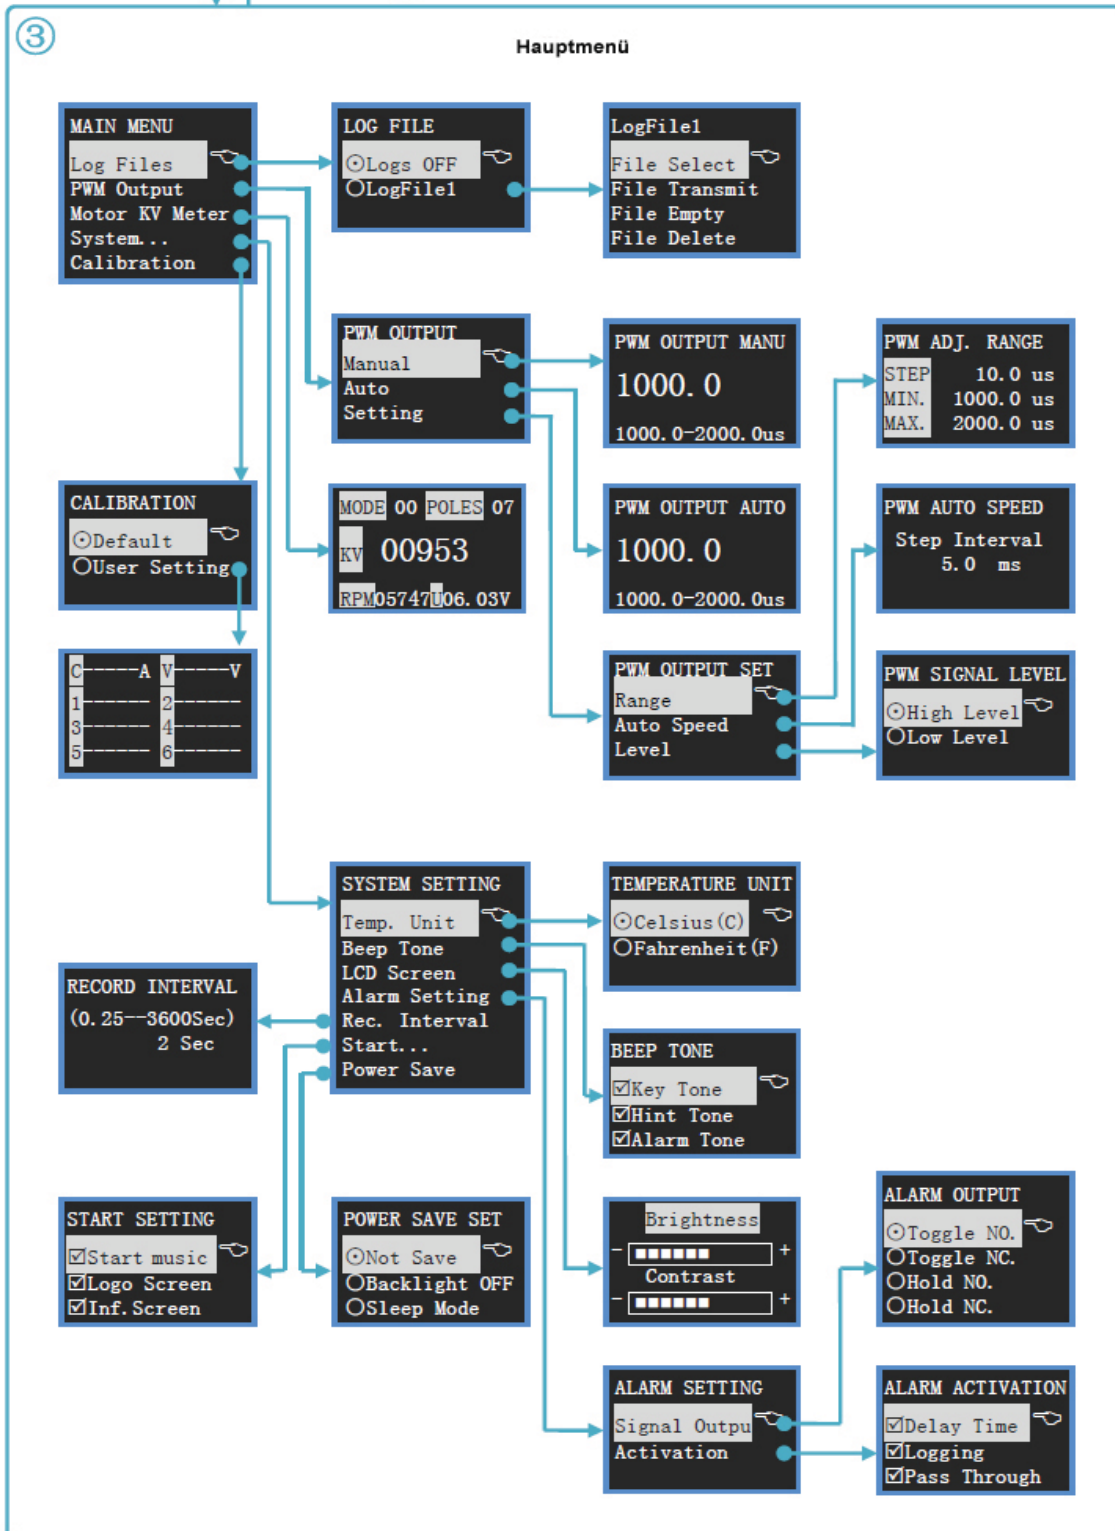 ③
Hauptmenü
MAIN MENU
Log Files
PWM Output
Motor KV Meter
System...
Calibration
LOG FILE
⊙Logs OFF
○LogFile1
LogFile1
File Select
File Transmit
File Empty
File Delete
PWM OUTPUT
Manual
Auto
Setting
PWM OUTPUT MANU
1000.0
1000.0-2000.0us
PWM ADJ. RANGE
STEP 10.0 us
MIN. 1000.0 us
MAX. 2000.0 us
CALIBRATION
⊙Default
○User Setting
MODE 00 POLES 07
KV 00953
RPM05747U06.03V
PWM OUTPUT AUTO
1000.0
1000.0-2000.0us
PWM AUTO SPEED
Step Interval
5.0 ms
C-----A V-----V
1------ 2------
3------ 4------
5------ 6------
PWM OUTPUT SET
Range
Auto Speed
Level
PWM SIGNAL LEVEL
⊙High Level
○Low Level
SYSTEM SETTING
Temp. Unit
Beep Tone
LCD Screen
Alarm Setting
Rec. Interval
Start...
Power Save
TEMPERATURE UNIT
⊙Celsius(C)
○Fahrenheit(F)
RECORD INTERVAL
(0.25--3600Sec)
2 Sec
BEEP TONE
☑Key Tone
☑Hint Tone
☑Alarm Tone
START SETTING
☑Start music
☑Logo Screen
☑Inf.Screen
POWER SAVE SET
⊙Not Save
○Backlight OFF
○Sleep Mode
Brightness
- +
Contrast
- +
ALARM OUTPUT
⊙Toggle NO.
○Toggle NC.
○Hold NO.
○Hold NC.
ALARM SETTING
Signal Outpu
Activation
ALARM ACTIVATION
☑Delay Time
☑Logging
☑Pass Through